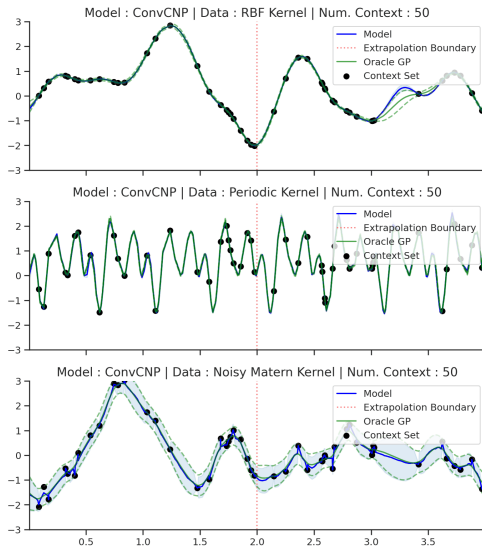 Model : ConvCNP | Data : RBF Kernel | Num. Context : 50
3
2
1
0
−1
−2
−3
Model
Extrapolation Boundary
Oracle GP
Context Set
Model : ConvCNP | Data : Periodic Kernel | Num. Context : 50
3
2
1
0
−1
−2
−3
Model
Extrapolation Boundary
Oracle GP
Context Set
Model : ConvCNP | Data : Noisy Matern Kernel | Num. Context : 50
3
2
1
0
−1
−2
−3
Model
Extrapolation Boundary
Oracle GP
Context Set
0.5 1.0 1.5 2.0 2.5 3.0 3.5